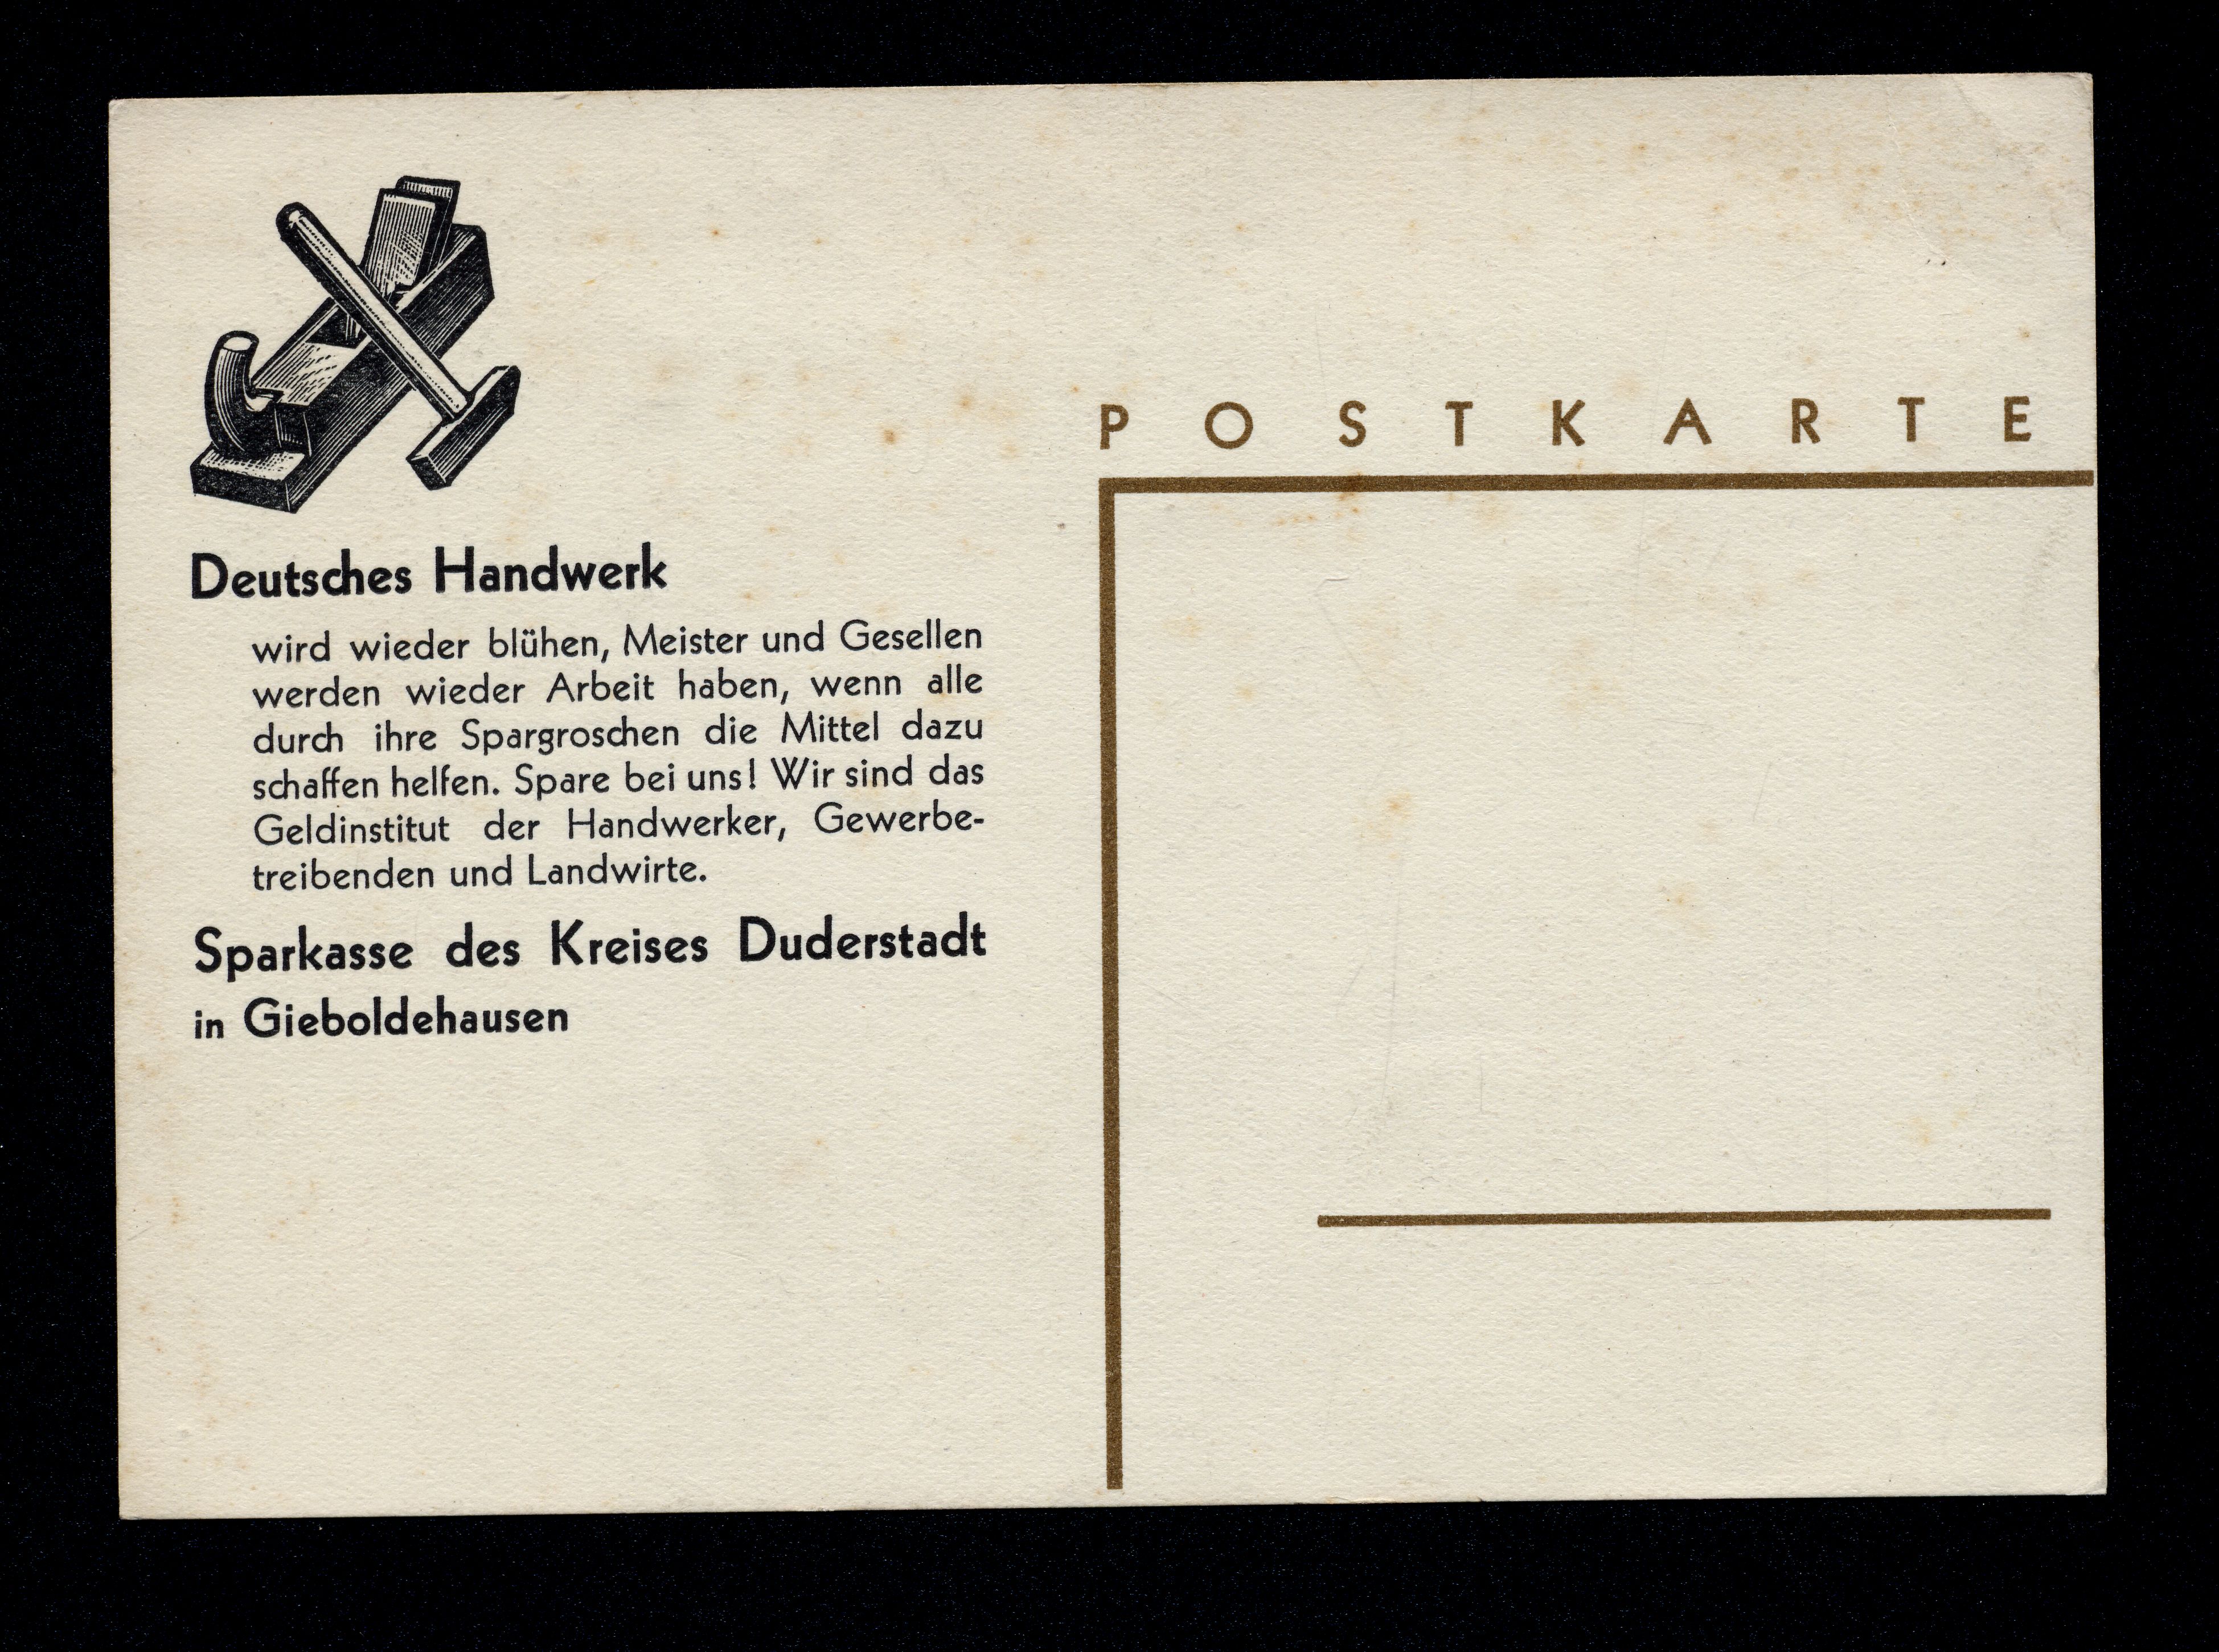 Deutsches Handwerk
wird wieder blühen, Meister und Gesellen
werden wieder Arbeit haben, wenn alle
durch ihre Spargroschen die Mittel dazu
schaffen helfen. Spare bei uns! Wir sind das
Geldinstitut der Handwerker, Gewerbe-
treibenden und Landwirte.
Sparkasse des Kreises Duderstadt
in Gieboldehausen
POSTKARTE